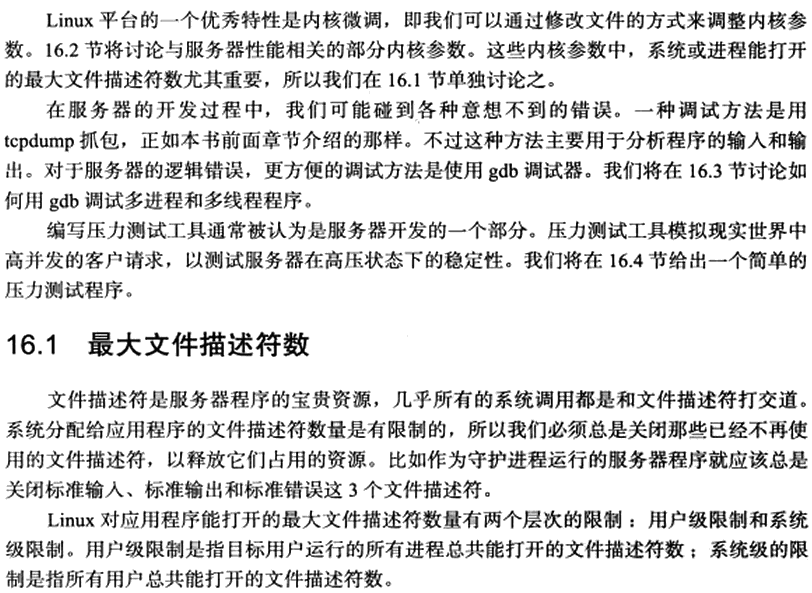 Linux 平台的一个优秀特性是内核微调，即我们可以通过修改文件的方式来调整内核参
数。16.2 节将讨论与服务器性能相关的部分内核参数。这些内核参数中，系统或进程能打开
的最大文件描述符数尤其重要，所以我们在 16.1 节单独讨论之。
在服务器的开发过程中，我们可能碰到各种意想不到的错误。一种调试方法是用
tcpdump 抓包，正如本书前面章节介绍的那样。不过这种方法主要用于分析程序的输入和输
出。对于服务器的逻辑错误，更方便的调试方法是使用 gdb 调试器。我们将在 16.3 节讨论如
何用 gdb 调试多进程和多线程程序。
编写压力测试工具通常被认为是服务器开发的一个部分。压力测试工具模拟现实世界中
高并发的客户请求，以测试服务器在高压状态下的稳定性。我们将在 16.4 节给出一个简单的
压力测试程序。
16.1 最大文件描述符数
文件描述符是服务器程序的宝贵资源，几乎所有的系统调用都是和文件描述符打交道。
系统分配给应用程序的文件描述符数量是有限制的，所以我们必须总是关闭那些已经不再使
用的文件描述符，以释放它们占用的资源。比如作为守护进程运行的服务器程序就应该总是
关闭标准输入、标准输出和标准错误这 3 个文件描述符。
Linux 对应用程序能打开的最大文件描述符数量有两个层次的限制：用户级限制和系统
级限制。用户级限制是指目标用户运行的所有进程总共能打开的文件描述符数；系统级的限
制是指所有用户总共能打开的文件描述符数。